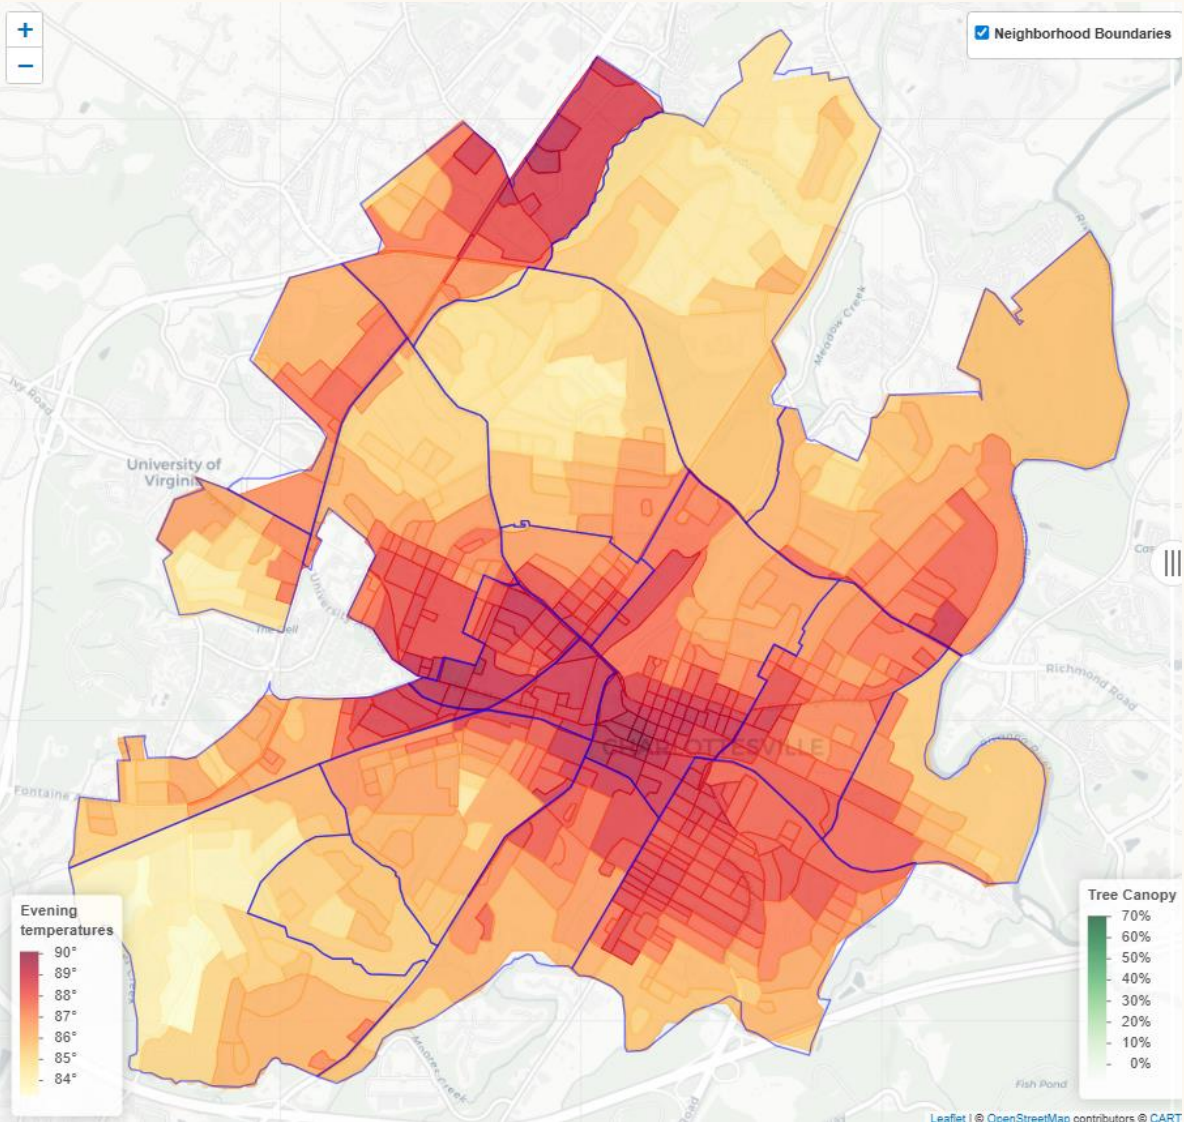 +
Neighborhood Boundaries
−
Meadow Creek
Ivy Road
University of
Virginia
Richmond Road
CHARLOTTESVILLE
Fontaine A
Tree Canopy
70%
60%
50%
40%
30%
20%
10%
0%
Evening
temperatures
90°
89°
88°
87°
86°
85°
84°
Moores Creek
Fish Pond
Road
Leaflet | © OpenStreetMap contributors © CART